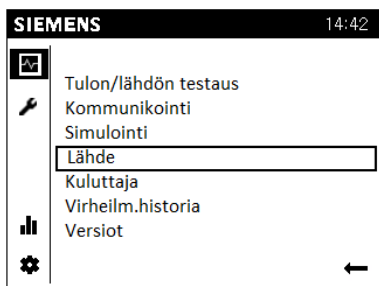 SIEMENS 14:42
Tulon/lähdön testaus
Kommunikointi
Simulointi
Lähde
Kuluttaja
Virheilm.historia
Versiot